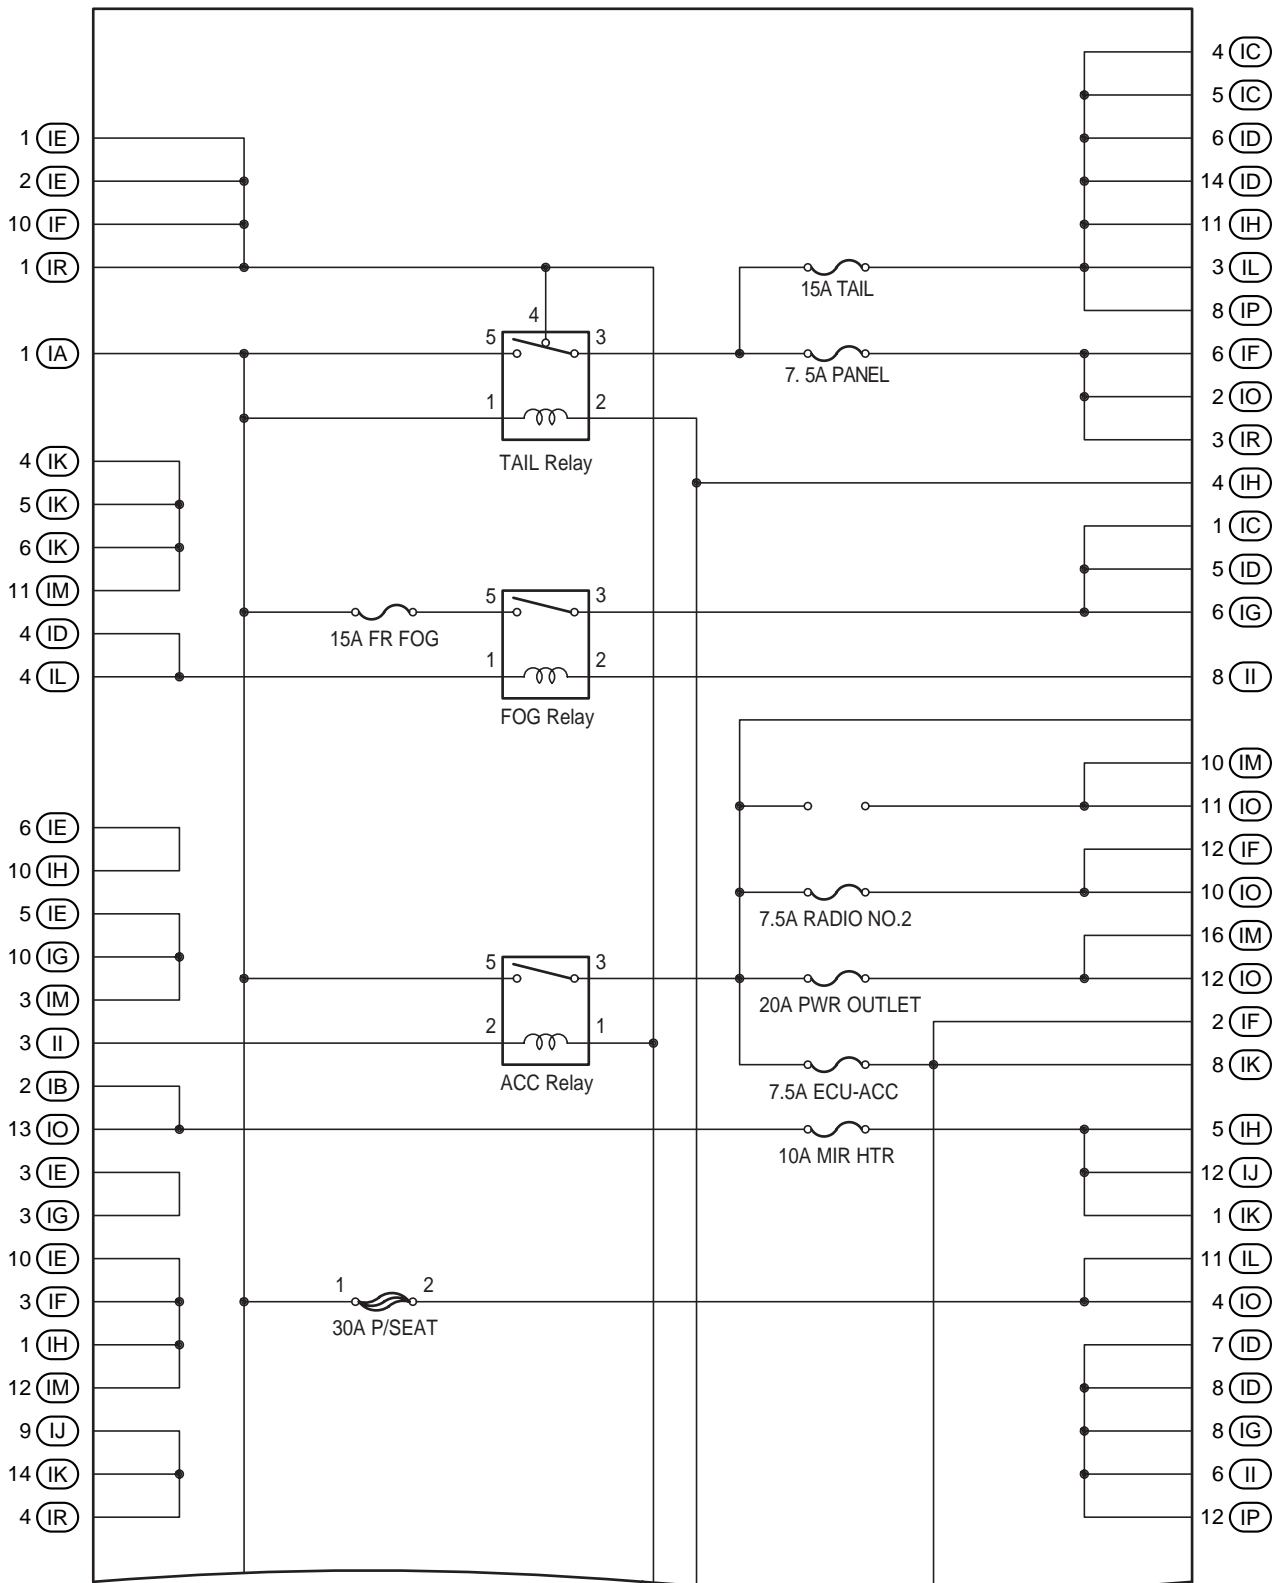 4 IC
5 IC
1 IE
6 ID
2 IE
14 ID
10 IF
11 IH
1 IR
3 IL
15A TAIL
8 IP
4
5 3
1 IA
6 IF
7. 5A PANEL
2 IO
1 2
3 IR
4 IK
TAIL Relay
4 IH
5 IK
1 IC
6 IK
5 ID
11 IM
5 3
6 IG
4 ID
15A FR FOG
1 2
4 IL
8 II
FOG Relay
10 IM
11 IO
6 IE
12 IF
10 IH
10 IO
5 IE
7.5A RADIO NO.2
16 IM
10 IG
5 3
12 IO
3 IM
20A PWR OUTLET
2 IF
2 1
3 II
8 IK
2 IB
ACC Relay
7.5A ECU-ACC
13 IO
5 IH
10A MIR HTR
3 IE
12 IJ
3 IG
1 IK
10 IE
11 IL
1 2
3 IF
4 IO
30A P/SEAT
1 IH
7 ID
12 IM
8 ID
9 IJ
8 IG
14 IK
6 II
4 IR
12 IP